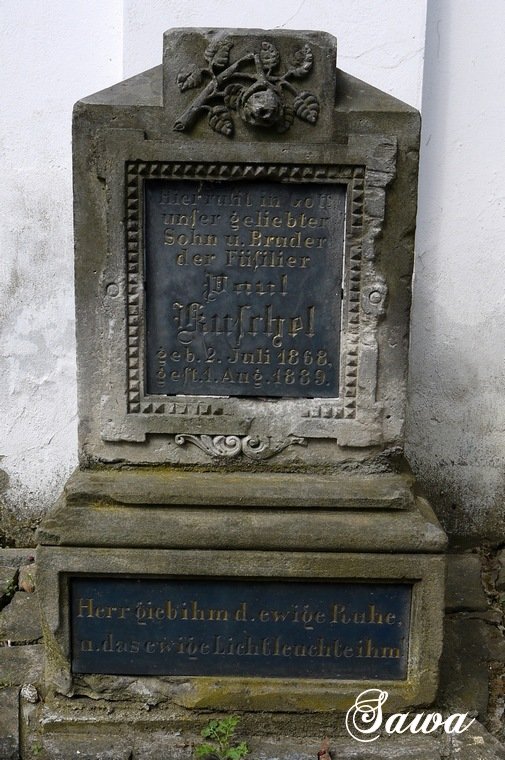 Hier ruht in Gott
unser geliebter
Sohn u. Bruder
der Füsilier
Paul
Kuschel
geb. 2. Juli 1868,
gest. 1. Aug. 1889.
Herr gieb ihm d. ewige Ruhe,
u. das ewige Licht leuchte ihm!
Sawa